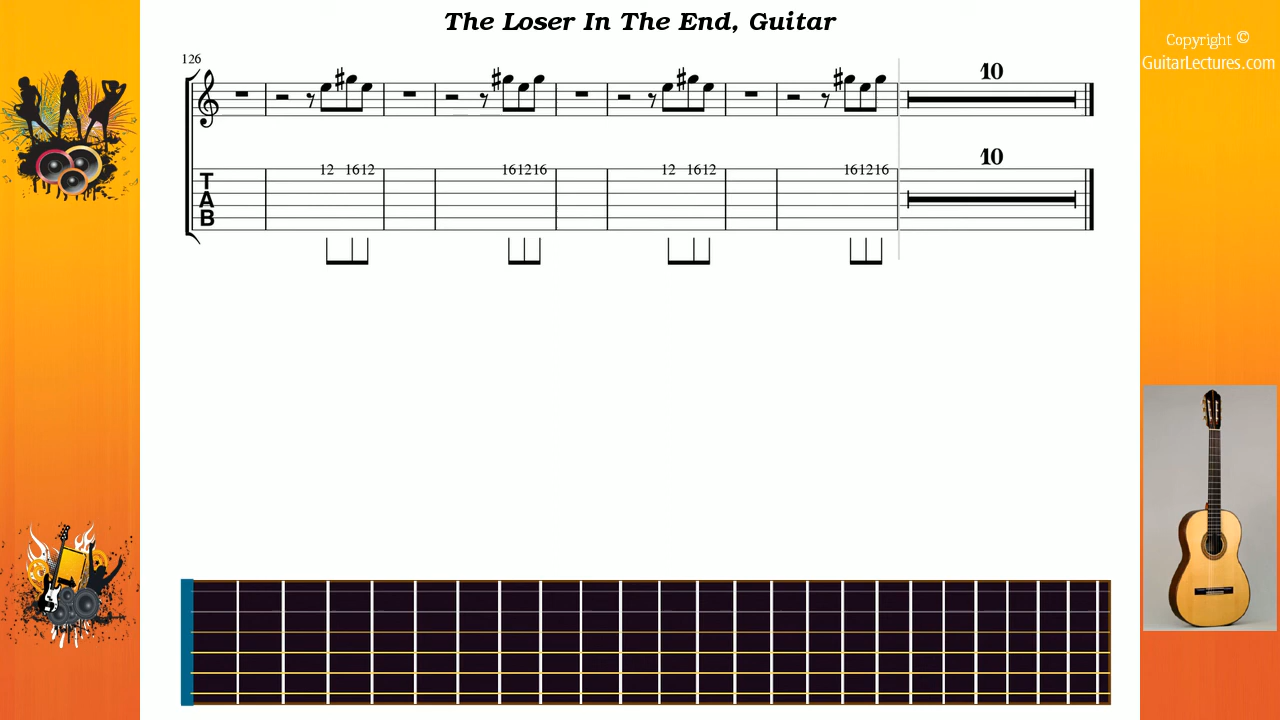 The Loser In The End, Guitar
Copyright ©
GuitarLectures.com
126
10
10
12 1612 161216 12 1612 161216
T
A
B